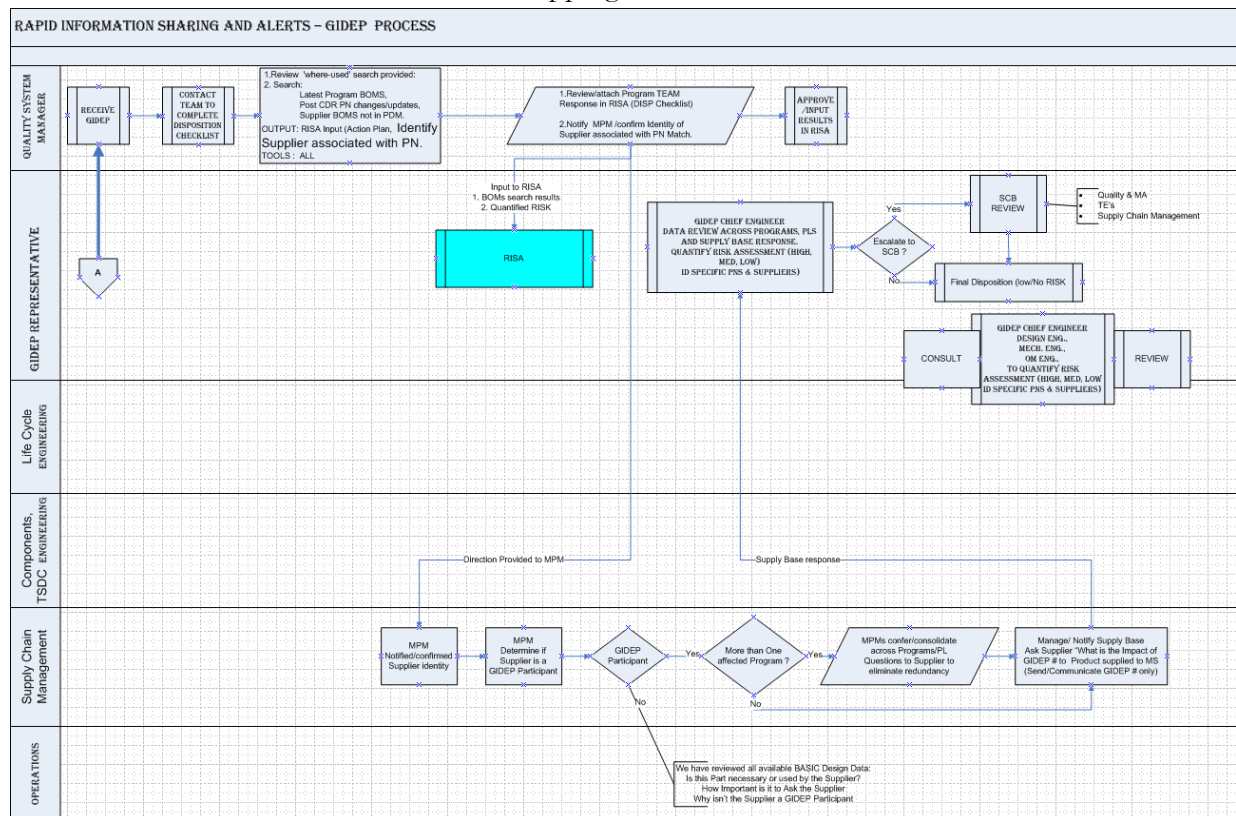 pping
RAPID INFORMATION SHARING AND ALERTS – GIDEP PROCESS
QUALITY SYSTEM
MANAGER
RECEIVE
GIDEP
CONTACT
TEAM TO
COMPLETE
DISPOSITION
CHECKLIST
1.Review 'where-used' search provided:
2. Search:
Latest Program BOMS,
Post CDR PN changes/updates,
Supplier BOMS not in PDM.
OUTPUT: RISA Input (Action Plan, Identify
Supplier associated with PN.
TOOLS : ALL
1.Review/attach Program TEAM
Response in RISA (DISP Checklist)
2.Notify MPM /confirm Identity of
Supplier associated with PN Match.
APPROVE
/INPUT
RESULTS
IN RISA
GIDEP REPRESENTATIVE
A
Input to RISA
1. BOMs search results
2. Quantified RISK
RISA
GIDEP CHIEF ENGINEER
DATA REVIEW ACROSS PROGRAMS, PLS
AND SUPPLY BASE RESPONSE.
QUANTIFY RISK ASSESSMENT (HIGH,
MED, LOW)
ID SPECIFIC PNS & SUPPLIERS)
Escalate to
SCB ?
Yes
No
SCB
REVIEW
• Quality & MA
• TE's
• Supply Chain Management
Final Disposition (low/No RISK
CONSULT
GIDEP CHIEF ENGINEER
DESIGN ENG.,
MECH. ENG.,
OM ENG.,
TO QUANTIFY RISK
ASSESSMENT (HIGH, MED, LOW
ID SPECIFIC PNS & SUPPLIERS)
REVIEW
Life Cycle
ENGINEERING
Components,
TSDC ENGINEERING
Direction Provided to MPM
Supply Base response
Supply Chain
Management
MPM
Notified/confirmed
Supplier identity
MPM
Determine if
Supplier is a
GIDEP Participant
GIDEP
Participant
Yes
No
More than One
affected Program ?
Yes
No
MPMs confer/consolidate
across Programs/PL
Questions to Supplier to
eliminate redundancy
Manage/ Notify Supply Base
Ask Supplier "What is the Impact of
GIDEP # to Product supplied to MS
(Send/Communicate GIDEP # only)
OPERATIONS
We have reviewed all available BASIC Design Data:
Is this Part necessary or used by the Supplier?
How Important is it to Ask the Supplier
Why isn't the Supplier a GIDEP Participant